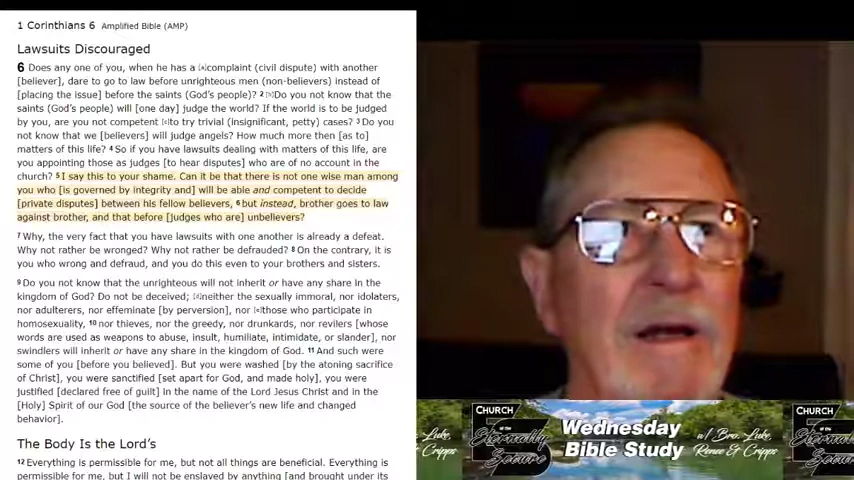 1 Corinthians 6 Amplified Bible (AMP)
Lawsuits Discouraged
6 Does any one of you, when he has a [a]complaint (civil dispute) with another
[believer], dare to go to law before unrighteous men (non-believers) instead of
[placing the issue] before the saints (God's people)? 2 [b]Do you not know that the
saints (God's people) will [one day] judge the world? If the world is to be judged
by you, are you not competent [c]to try trivial (insignificant, petty) cases? 3 Do you
not know that we [believers] will judge angels? How much more then [as to]
matters of this life? 4 So if you have lawsuits dealing with matters of this life, are
you appointing those as judges [to hear disputes] who are of no account in the
church? 5 I say this to your shame. Can it be that there is not one wise man among
you who [is governed by integrity and] will be able and competent to decide
[private disputes] between his fellow believers, 6 but instead, brother goes to law
against brother, and that before [judges who are] unbelievers?
7 Why, the very fact that you have lawsuits with one another is already a defeat.
Why not rather be wronged? Why not rather be defrauded? 8 On the contrary, it is
you who wrong and defraud, and you do this even to your brothers and sisters.
9 Do you not know that the unrighteous will not inherit or have any share in the
kingdom of God? Do not be deceived; [d]neither the sexually immoral, nor idolaters,
nor adulterers, nor effeminate [by perversion], nor [e]those who participate in
homosexuality, 10 nor thieves, nor the greedy, nor drunkards, nor revilers [whose
words are used as weapons to abuse, insult, humiliate, intimidate, or slander], nor
swindlers will inherit or have any share in the kingdom of God. 11 And such were
some of you [before you believed]. But you were washed [by the atoning sacrifice
of Christ], you were sanctified [set apart for God, and made holy], you were
justified [declared free of guilt] in the name of the Lord Jesus Christ and in the
[Holy] Spirit of our God [the source of the believer's new life and changed
behavior].
The Body Is the Lord's
12 Everything is permissible for me, but not all things are beneficial. Everything is
permissible for me, but I will not be enslaved by anything [and brought under its
Luke,
& Cripps
CHURCH
of the
Eternally
Secure
Wednesday
Bible Study
w/ Bro. Luke,
Renee & Cripps
CHURCH
of the
Eternally
Secure